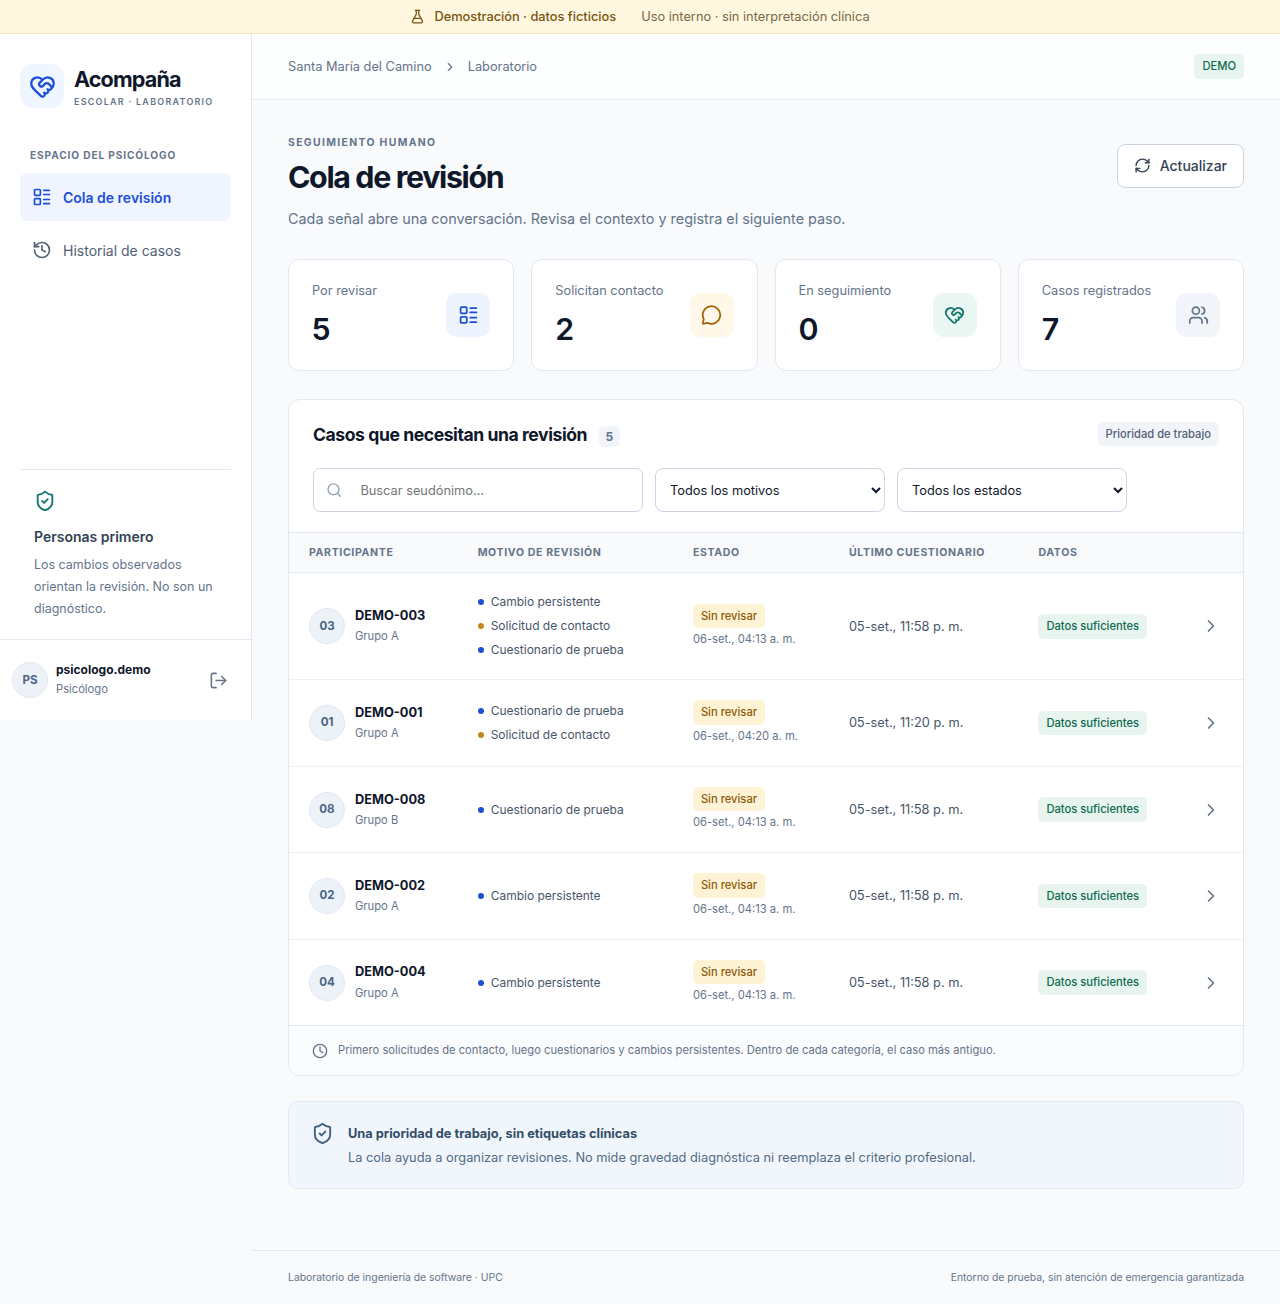 Demostración · datos ficticios Uso interno · sin interpretación clínica
Acompaña
ESCOLAR · LABORATORIO
ESPACIO DEL PSICÓLOGO
Cola de revisión
Historial de casos
Personas primero
Los cambios observados
orientan la revisión. No son un
diagnóstico.
PS
psicologo.demo
Psicólogo
Santa María del Camino > Laboratorio
DEMO
SEGUIMIENTO HUMANO
Cola de revisión
Cada señal abre una conversación. Revisa el contexto y registra el siguiente paso.
Actualizar
Por revisar
5
Solicitan contacto
2
En seguimiento
0
Casos registrados
7
Casos que necesitan una revisión 5
Prioridad de trabajo
Buscar seudónimo...
Todos los motivos
Todos los estados
PARTICIPANTE MOTIVO DE REVISIÓN ESTADO ÚLTIMO CUESTIONARIO DATOS
03
DEMO-003
Grupo A
Cambio persistente
Solicitud de contacto
Cuestionario de prueba
Sin revisar
06-set., 04:13 a. m.
05-set., 11:58 p. m.
Datos suficientes
01
DEMO-001
Grupo A
Cuestionario de prueba
Solicitud de contacto
Sin revisar
06-set., 04:20 a. m.
05-set., 11:20 p. m.
Datos suficientes
08
DEMO-008
Grupo B
Cuestionario de prueba
Sin revisar
06-set., 04:13 a. m.
05-set., 11:58 p. m.
Datos suficientes
02
DEMO-002
Grupo A
Cambio persistente
Sin revisar
06-set., 04:13 a. m.
05-set., 11:58 p. m.
Datos suficientes
04
DEMO-004
Grupo A
Cambio persistente
Sin revisar
06-set., 04:13 a. m.
05-set., 11:58 p. m.
Datos suficientes
Primero solicitudes de contacto, luego cuestionarios y cambios persistentes. Dentro de cada categoría, el caso más antiguo.
Una prioridad de trabajo, sin etiquetas clínicas
La cola ayuda a organizar revisiones. No mide gravedad diagnóstica ni reemplaza el criterio profesional.
Laboratorio de ingeniería de software · UPC
Entorno de prueba, sin atención de emergencia garantizada